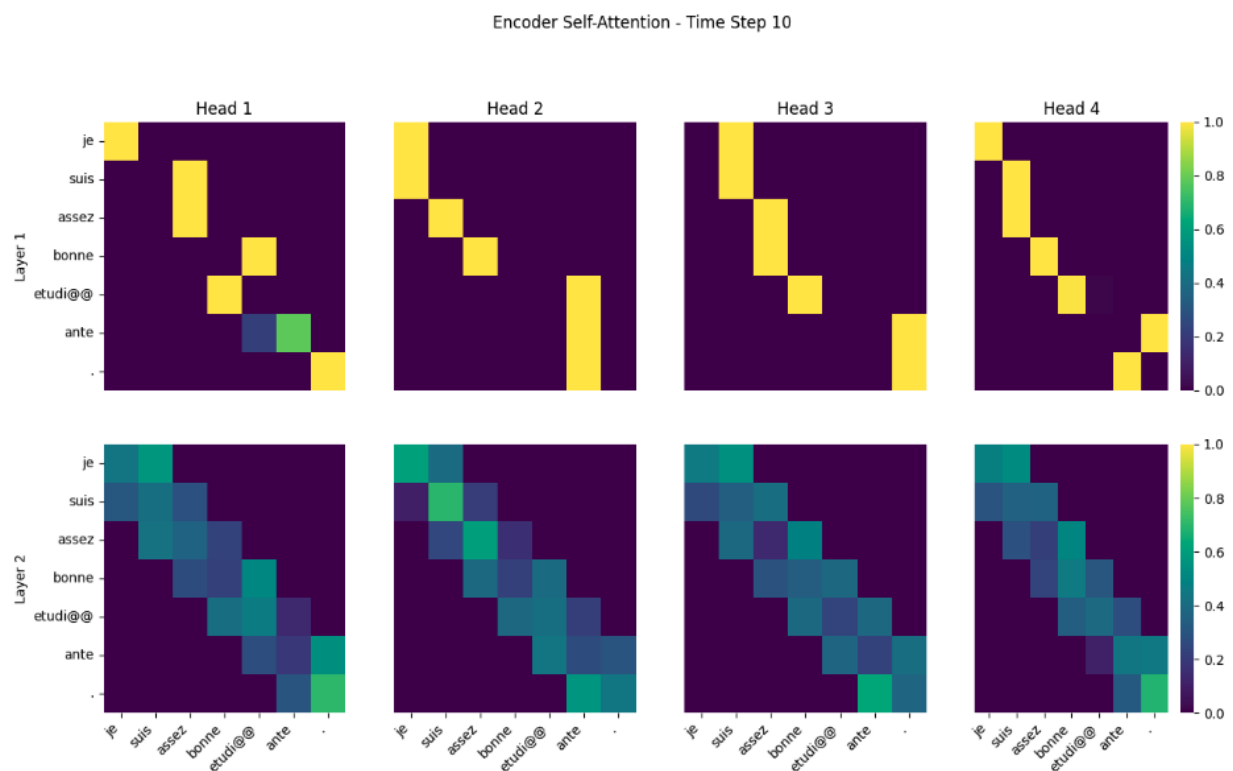 Encoder Self-Attention - Time Step 10
Head 1
Head 2
Head 3
Head 4
Layer 1
je
suis
assez
bonne
etudi@@
ante
.
1.0
0.8
0.6
0.4
0.2
0.0
Layer 2
je
suis
assez
bonne
etudi@@
ante
.
1.0
0.8
0.6
0.4
0.2
0.0
je suis assez bonne etudi@@ ante .
je suis assez bonne etudi@@ ante .
je suis assez bonne etudi@@ ante .
je suis assez bonne etudi@@ ante .